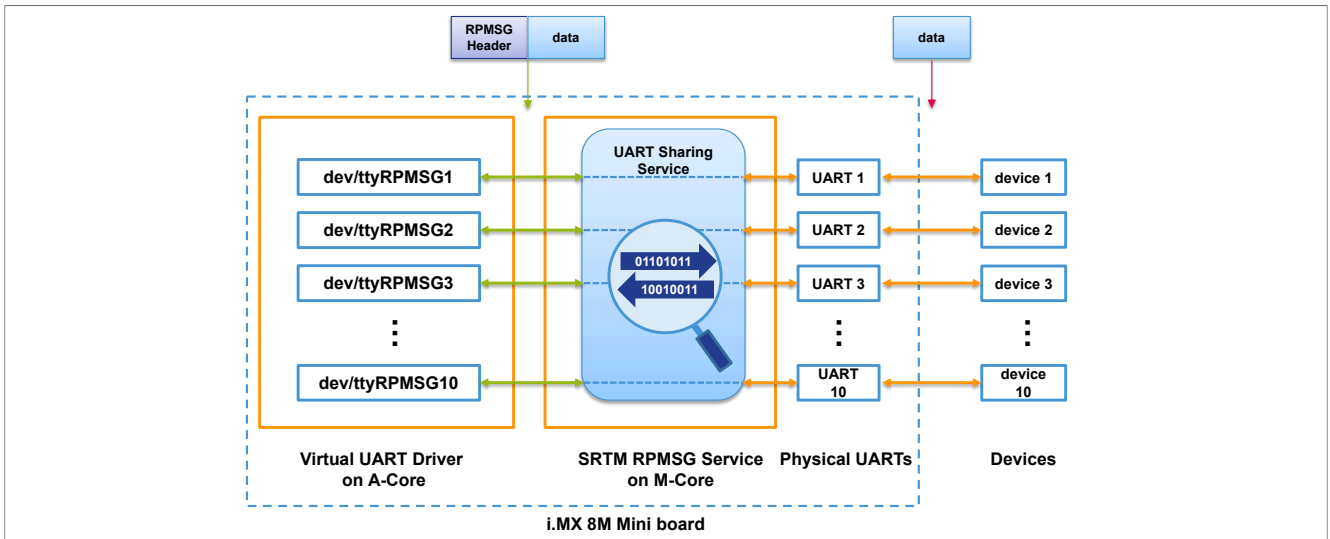 RPMSG
Header
data
data
UART Sharing
Service
dev/ttyRPMSG1
UART 1
device 1
dev/ttyRPMSG2
UART 2
device 2
01101011
dev/ttyRPMSG3
10010011
UART 3
device 3
dev/ttyRPMSG10
UART
10
device
10
Virtual UART Driver
on A-Core
SRTM RPMSG Service
on M-Core
Physical UARTs
Devices
i.MX 8M Mini board